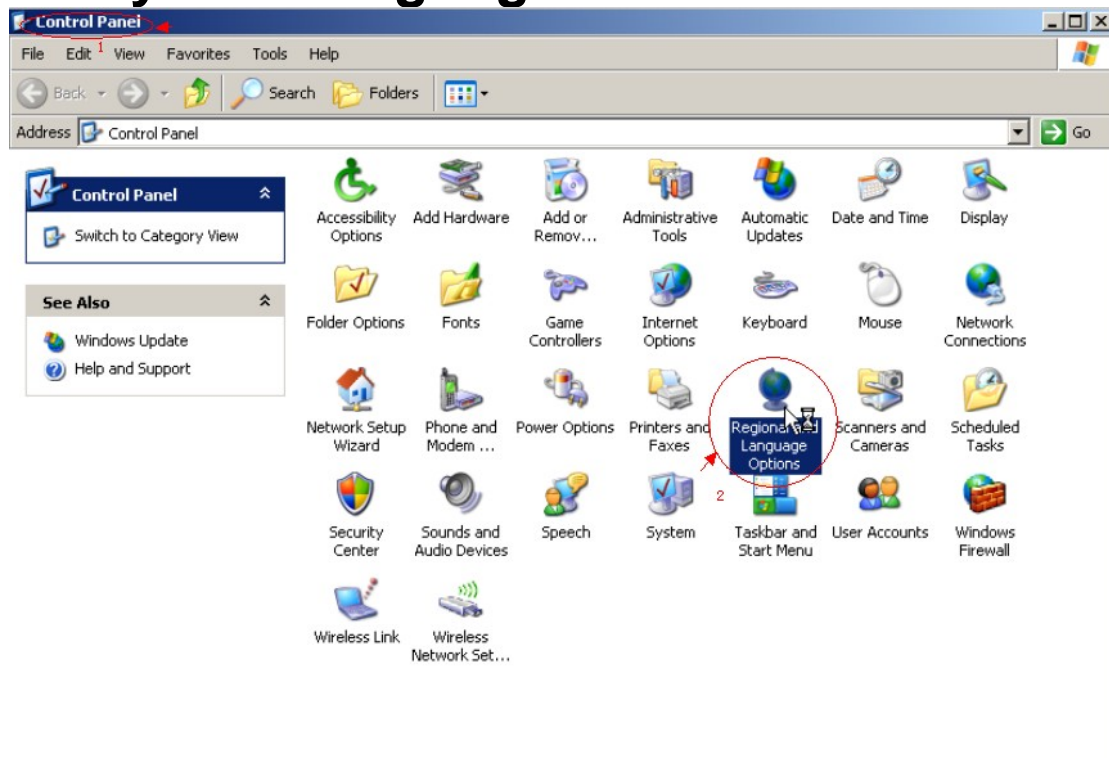 Control Panel
1
File Edit View Favorites Tools Help
Back Search Folders
Address Control Panel Go
Control Panel
Switch to Category View
See Also
Windows Update
Help and Support
Accessibility
Options
Add Hardware
Add or
Remov...
Administrative
Tools
Automatic
Updates
Date and Time
Display
Folder Options
Fonts
Game
Controllers
Internet
Options
Keyboard
Mouse
Network
Connections
Network Setup
Wizard
Phone and
Modem ...
Power Options
Printers and
Faxes
Regional and
Language
Options
Scanners and
Cameras
Scheduled
Tasks
2
Security
Center
Sounds and
Audio Devices
Speech
System
Taskbar and
Start Menu
User Accounts
Windows
Firewall
Wireless Link
Wireless
Network Set...